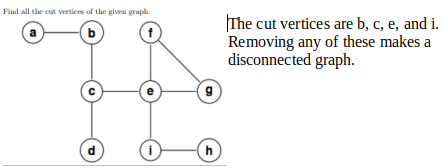 Find all the cut vertices of the given graph.
a
b
f
c
e
g
d
i
h
The cut vertices are b, c, e, and i.
Removing any of these makes a
disconnected graph.